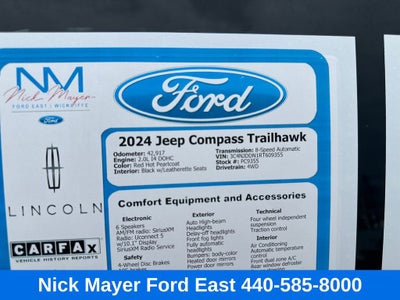 NM
Nick Mayer
FORD EAST | WICKLIFFE
Ford
LINCOLN
CARFAX
VEHICLE HISTORY REPORTS
Ford
2024 Jeep Compass Trailhawk
Odometer: 42,917
Engine: 2.0L I4 DOHC
Color: Red Hot Pearlcoat
Interior: Black w/Leatherette Seats
Transmission: 8-Speed Automatic
Stock #: PC9355
Drivetrain: 4WD
Comfort Equipment and Accessories
Electronic
6 Speakers
AM/FM radio: SiriusXM
Radio: Uconnect 5
w/10.1" Display
SiriusXM Radio Service
Safety
4-Wheel Disc Brakes
Exterior
Auto High-beam
Headlights
Delay-off headlights
Front fog lights
Fully automatic
headlights
Bumpers: body-color
Heated door mirrors
Power door mirrors
Technical
Four wheel independent
suspension
Traction control
Interior
Air Conditioning
Automatic temperature
control
Front dual zone A/C
Rear window defroster
Nick Mayer Ford East 440-585-8000